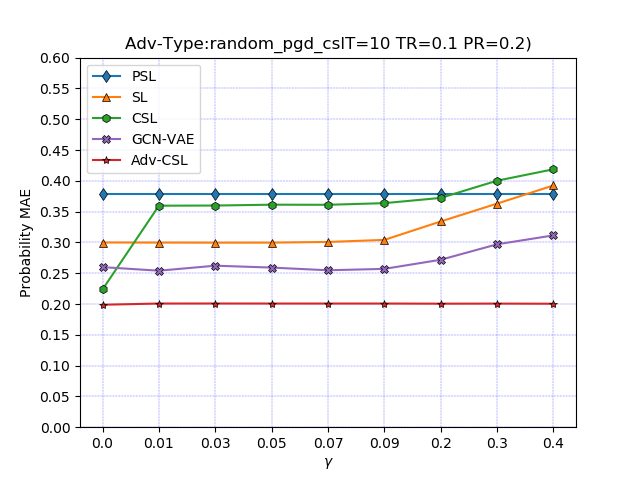 Adv-Type:random_pgd_cslT=10 TR=0.1 PR=0.2)
0.60
0.55
0.50
0.45
0.40
0.35
0.30
0.25
0.20
0.15
0.10
0.05
0.00
Probability MAE
PSL
SL
CSL
GCN-VAE
Adv-CSL
0.0 0.01 0.03 0.05 0.07 0.09 0.2 0.3 0.4
γ